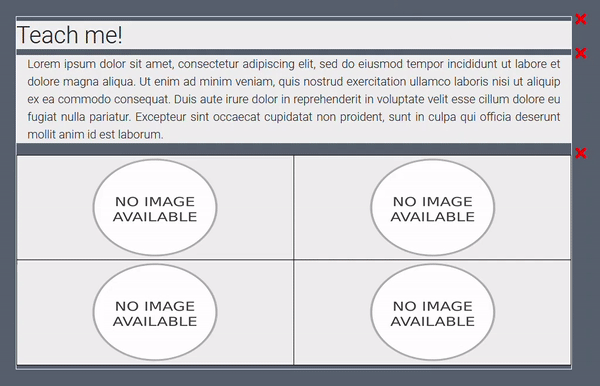 Teach me!
Lorem ipsum dolor sit amet, consectetur adipiscing elit, sed do eiusmod tempor incididunt ut labore et
dolore magna aliqua. Ut enim ad minim veniam, quis nostrud exercitation ullamco laboris nisi ut aliquip
ex ea commodo consequat. Duis aute irure dolor in reprehenderit in voluptate velit esse cillum dolore eu
fugiat nulla pariatur. Excepteur sint occaecat cupidatat non proident, sunt in culpa qui officia deserunt
mollit anim id est laborum.
NO IMAGE
AVAILABLE
NO IMAGE
AVAILABLE
NO IMAGE
AVAILABLE
NO IMAGE
AVAILABLE